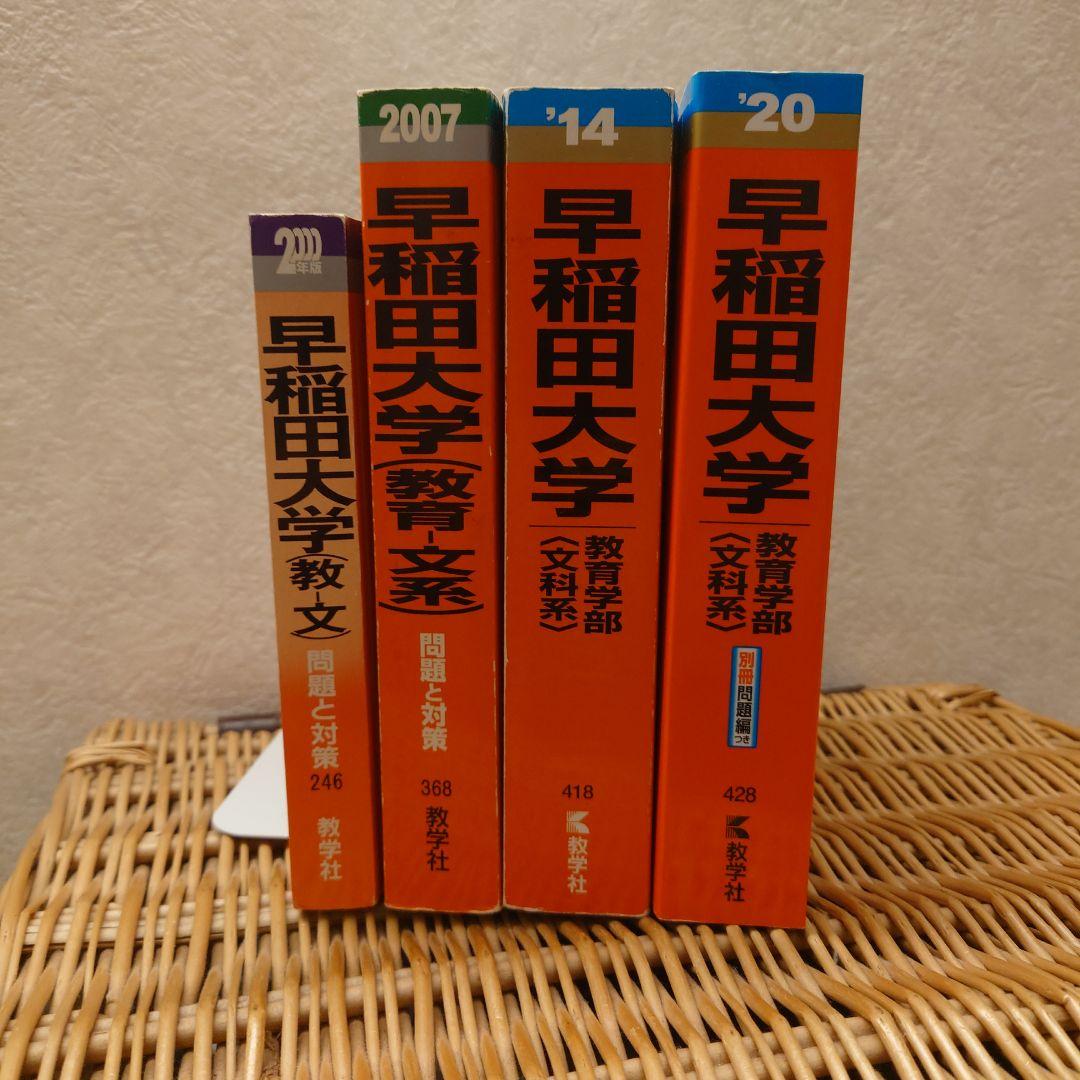 2000
年版
早稲田大学(教-文)
問題と対策
246
教学社
2007
早稲田大学(教育-文系)
問題と対策
368
教学社
'14
早稲田大学
教育学部
〈文科系〉
418
教学社
'20
早稲田大学
教育学部
〈文科系〉
別冊問題編つき
428
教学社